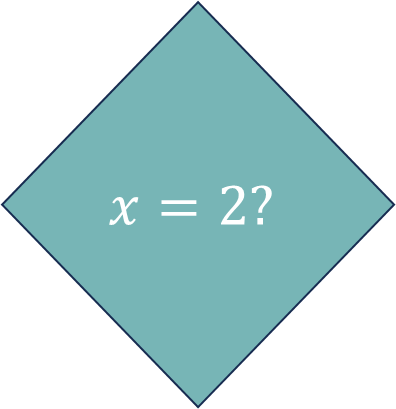 x = 2?